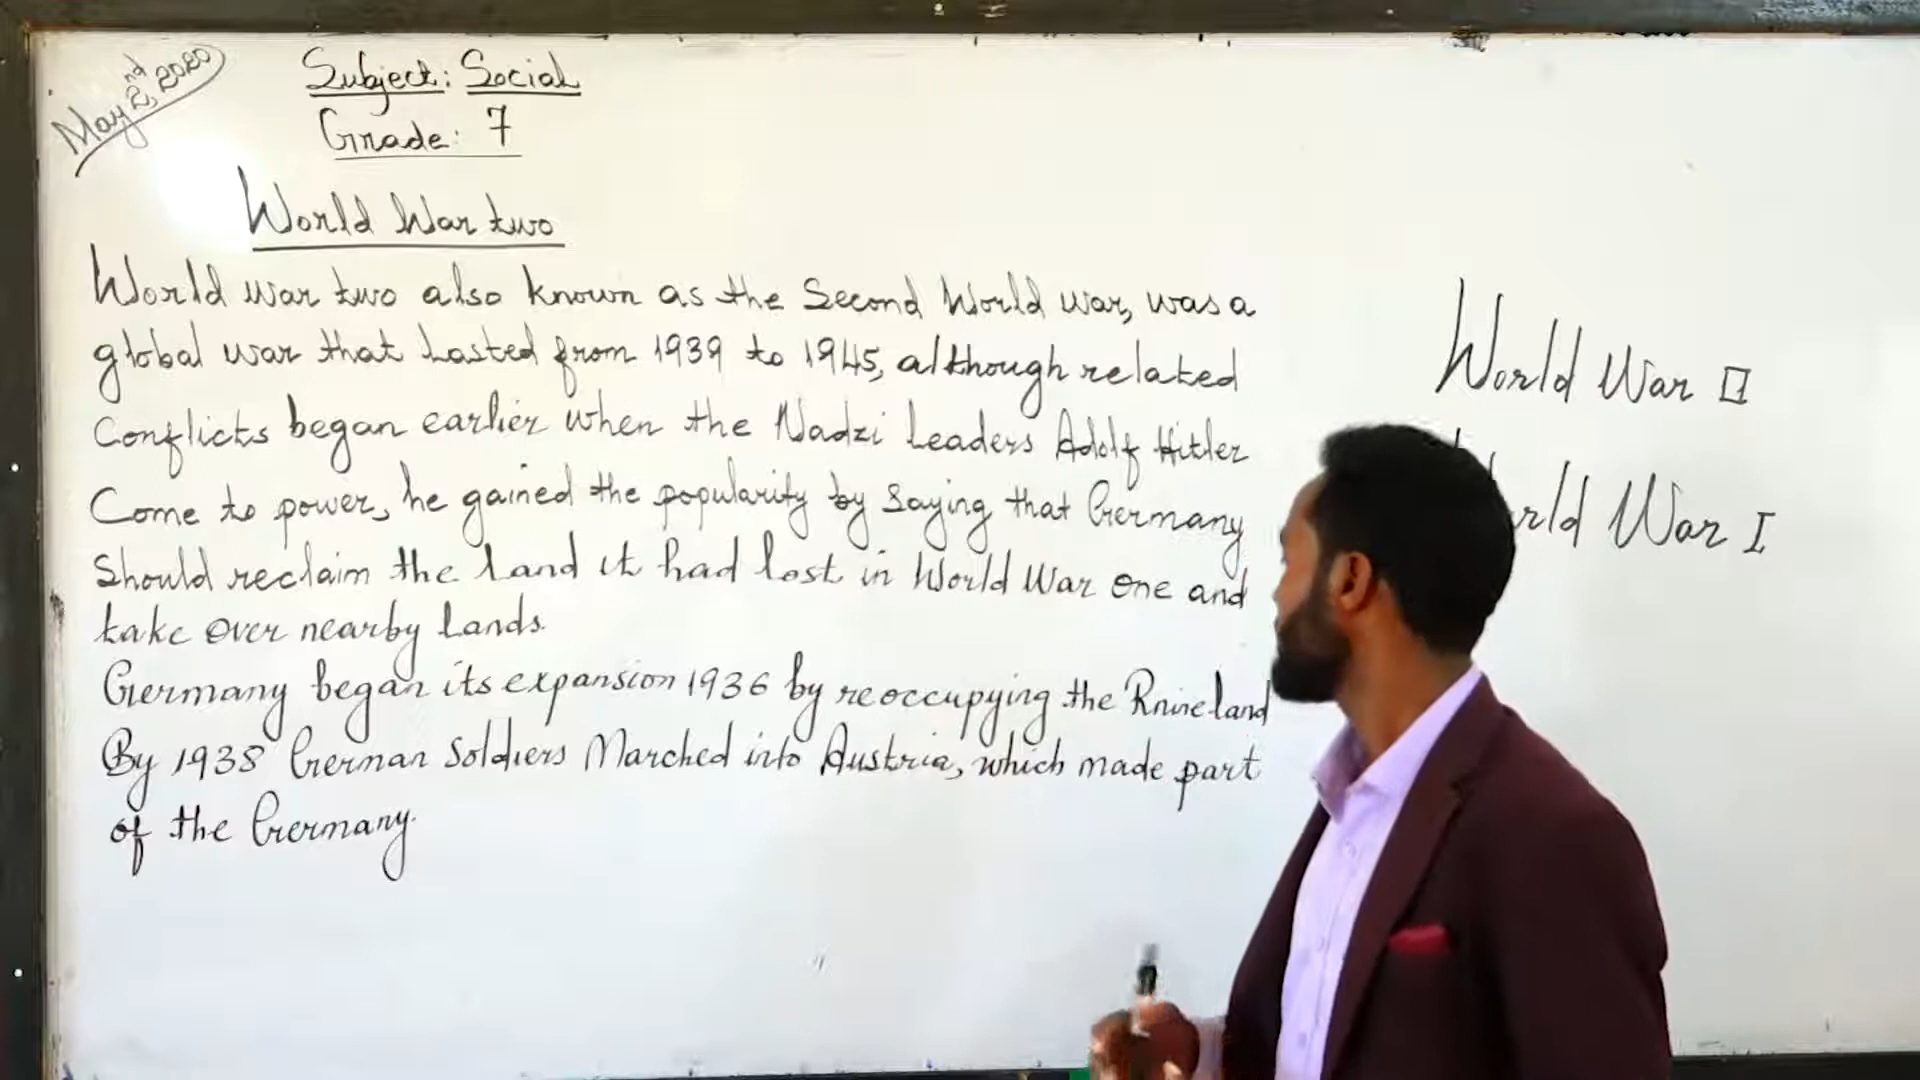 May 2nd, 2020
Subject: Social
Grade: 7
World War two
World war two also known as the Second World war, was a
global war that lasted from 1939 to 1945, although related
Conflicts began earlier when the Nadzi Leaders Adolf Hitler
Come to power, he gained the popularity by Saying that Germany
Should reclaim the land it had lost in World War one and
take over nearby lands.
Germany began its expansion 1936 by reoccupying the
By 1938 German Soldiers Marched into Austria, which made part
of the Germany.
World War II
World War I